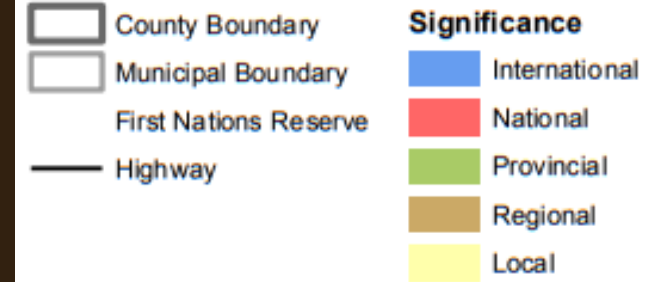 County Boundary
Municipal Boundary
First Nations Reserve
Highway
Significance
International
National
Provincial
Regional
Local